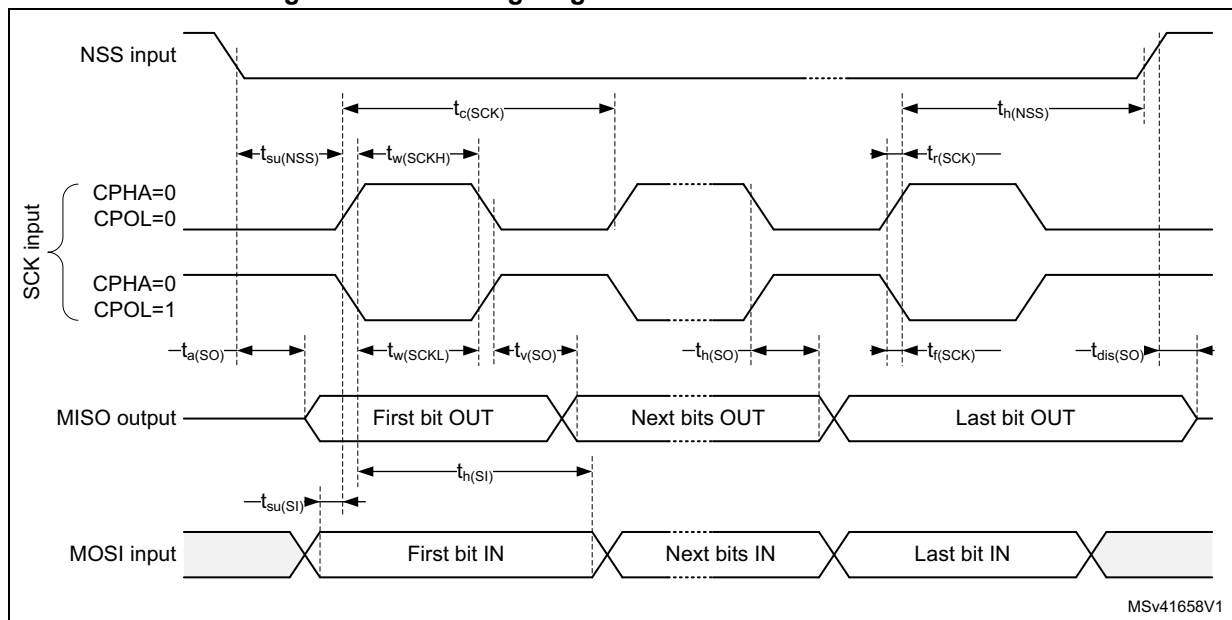 NSS input
tc(SCK)
th(NSS)
tsu(NSS)
tw(SCKH)
tr(SCK)
SCK input
CPHA=0
CPOL=0
CPHA=0
CPOL=1
ta(SO)
tw(SCKL)
tv(SO)
th(SO)
tf(SCK)
tdis(SO)
MISO output
First bit OUT
Next bits OUT
Last bit OUT
th(SI)
tsu(SI)
MOSI input
First bit IN
Next bits IN
Last bit IN
MSv41658V1